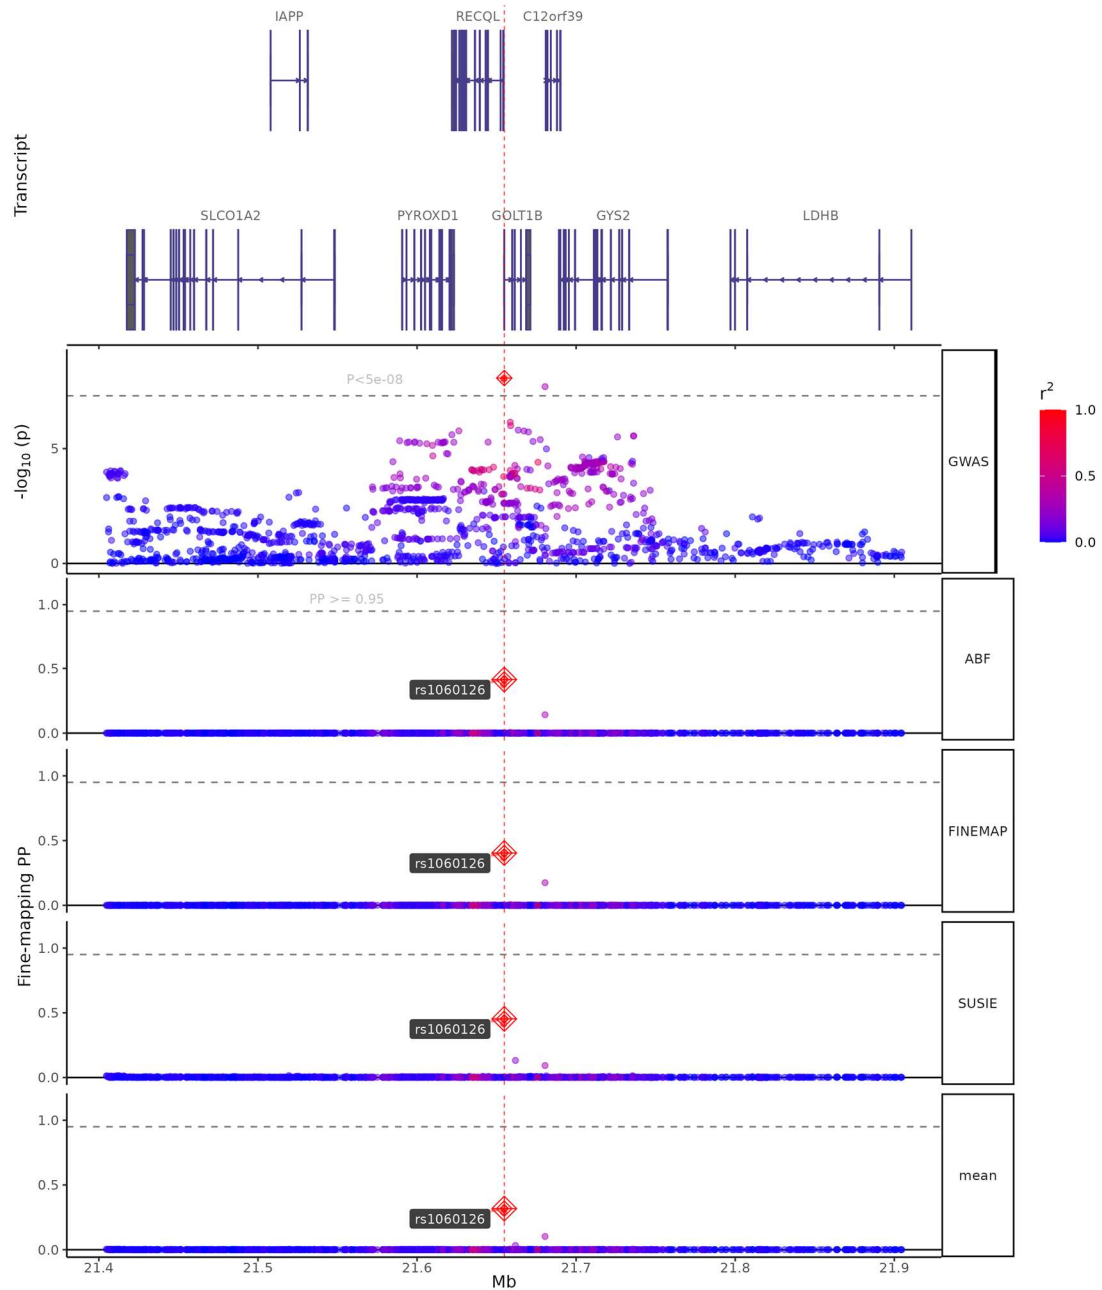 IAPP RECQL C12orf39
Transcript
SLCO1A2 PYROXD1 GOLT1B GYS2 LDHB
P<5e-08
-log10 (p)
5
0
GWAS
r2
1.0
0.5
0.0
PP >= 0.95
1.0
0.5
0.0
rs1060126
ABF
1.0
0.5
0.0
rs1060126
FINEMAP
Fine-mapping PP
1.0
0.5
0.0
rs1060126
SUSIE
1.0
0.5
0.0
rs1060126
mean
21.4 21.5 21.6 21.7 21.8 21.9
Mb